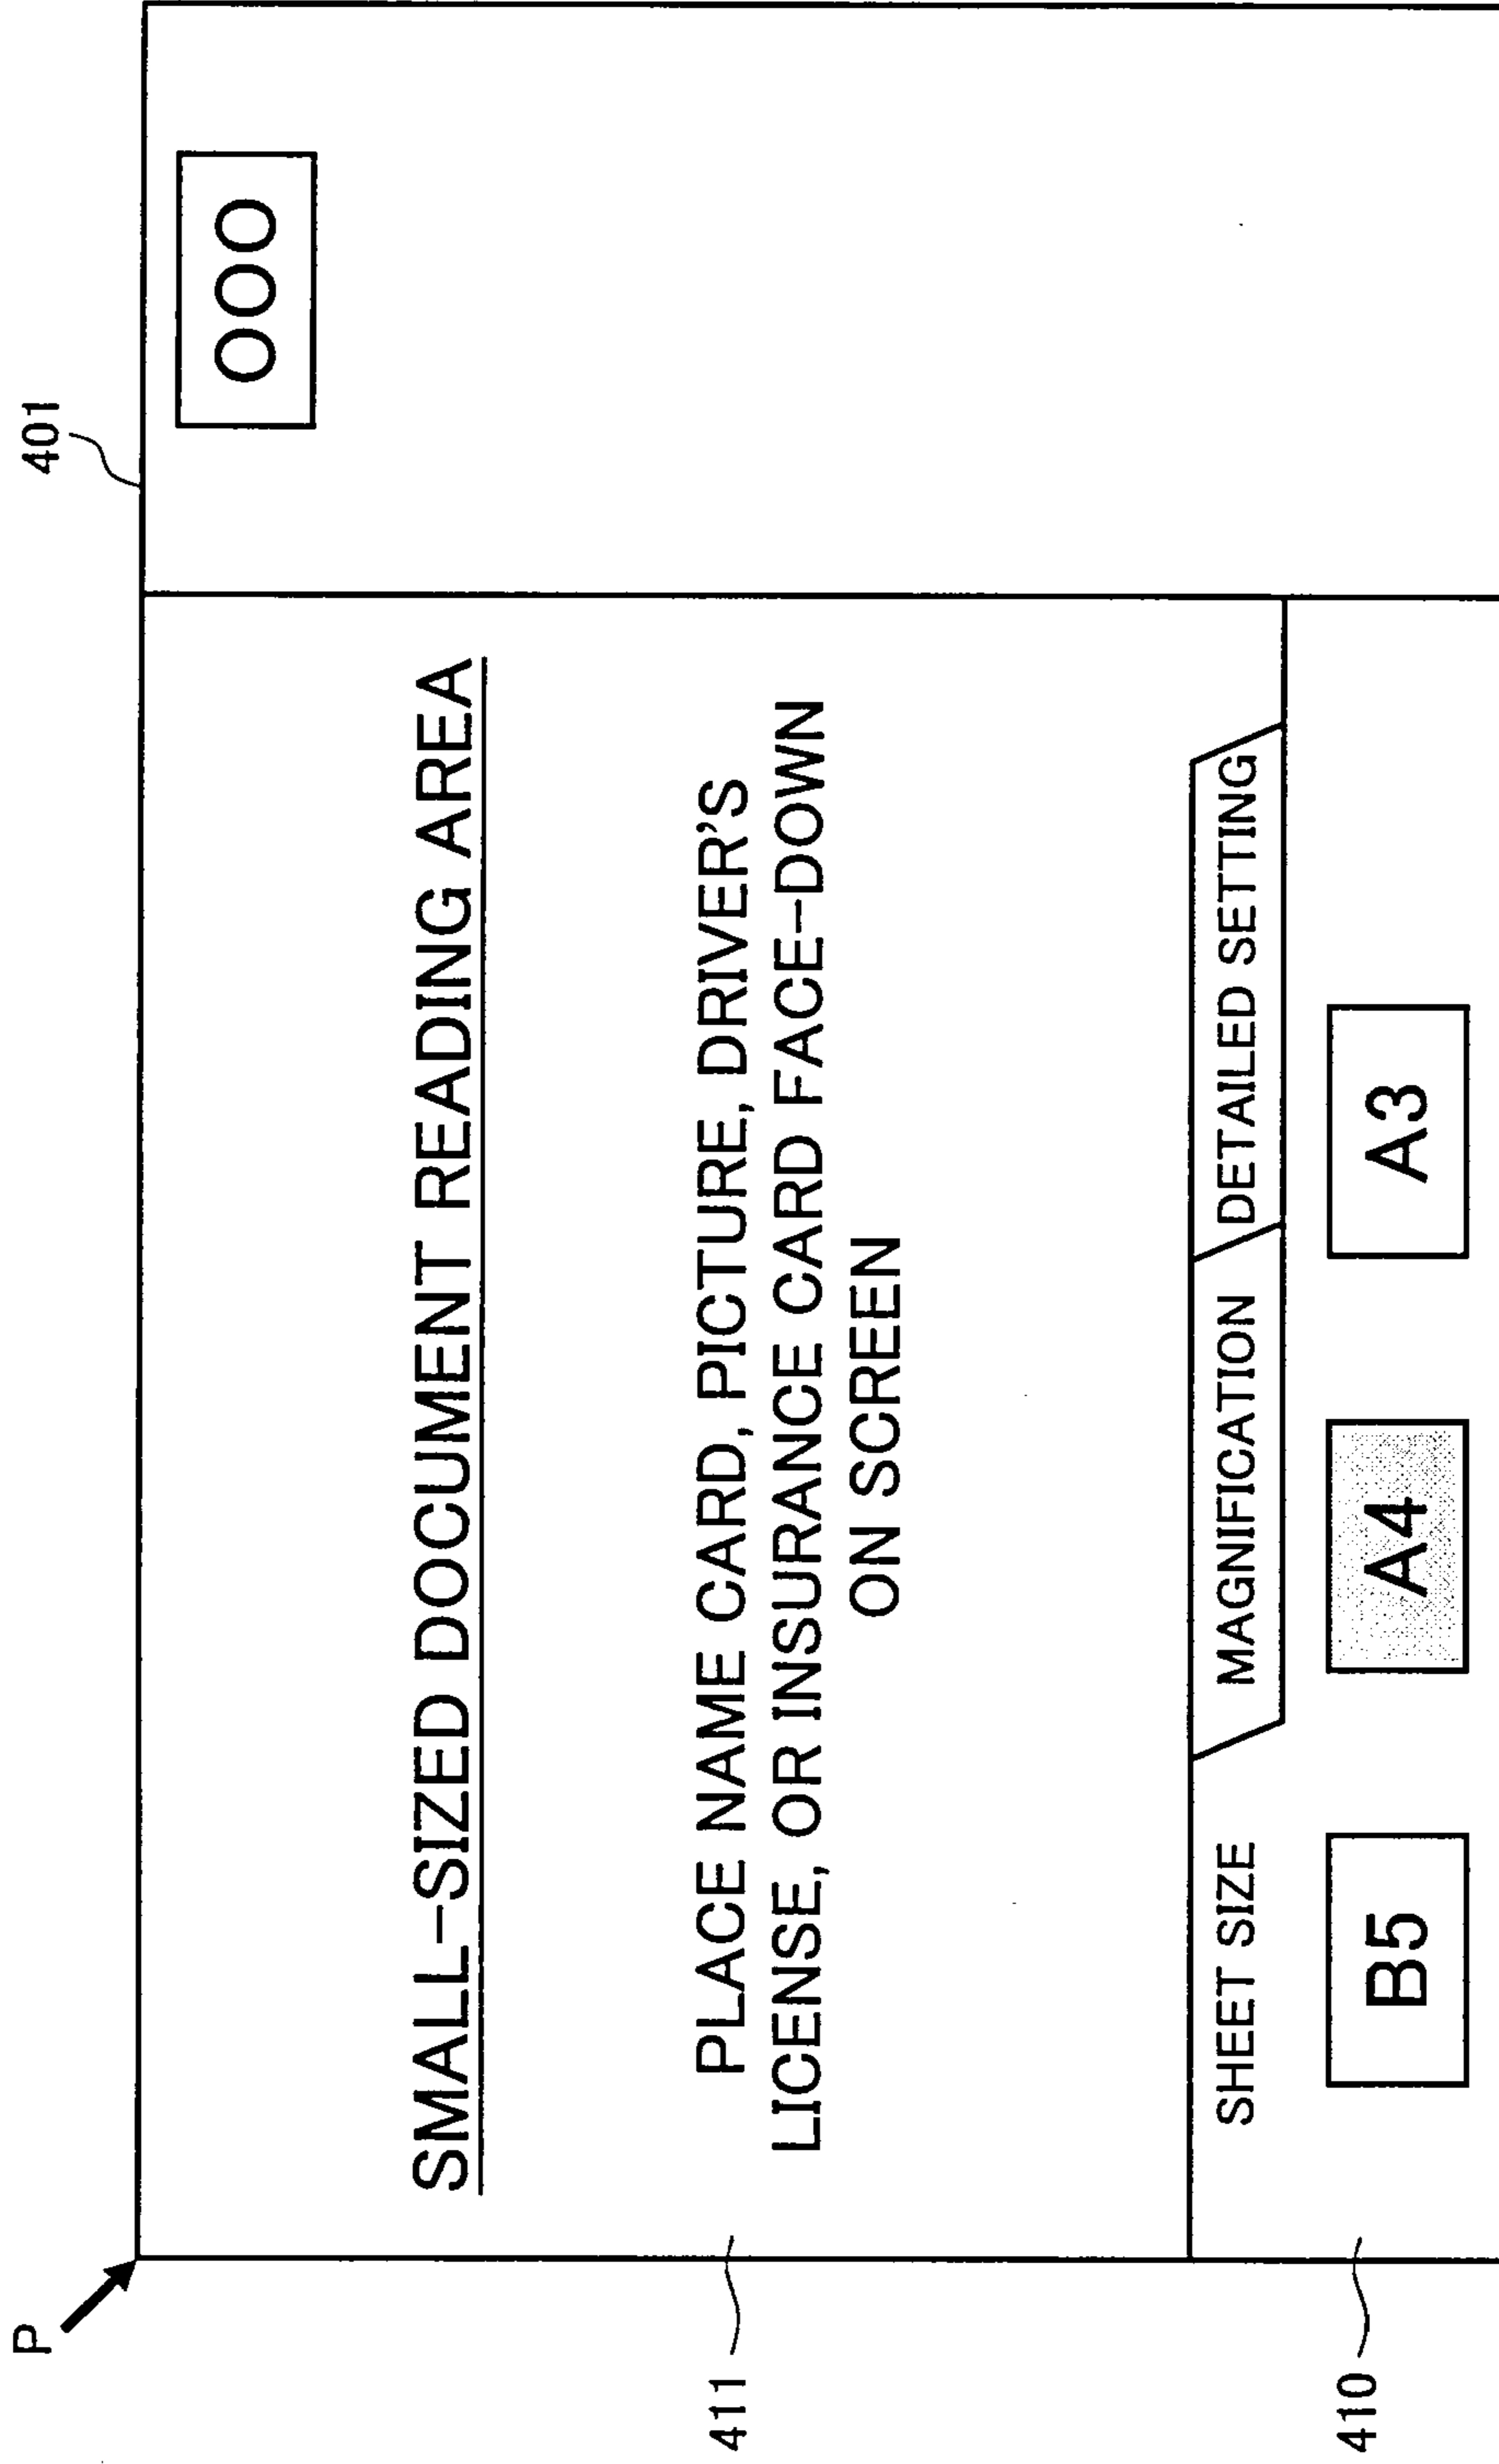 P
401
000
SMALL-SIZED DOCUMENT READING AREA
411
PLACE NAME CARD, PICTURE, DRIVER'S
LICENSE, OR INSURANCE CARD FACE-DOWN
ON SCREEN
SHEET SIZE
MAGNIFICATION
DETAILED SETTING
410
B5
A4
A3